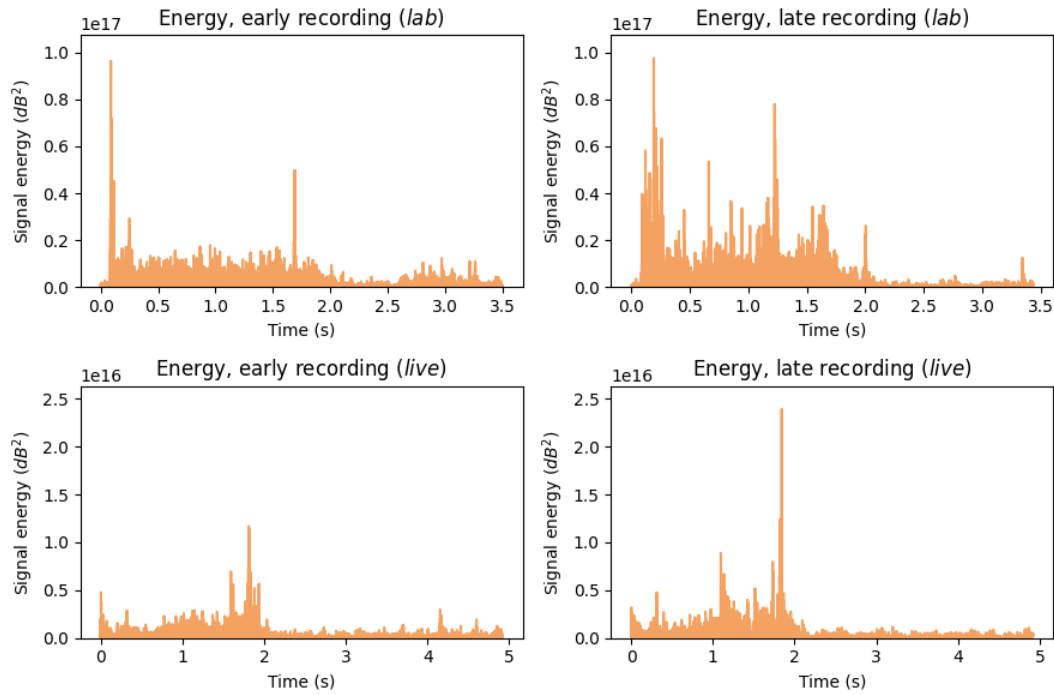 Energy, early recording (lab)
1e17
Signal energy (dB²)
1.0
0.8
0.6
0.4
0.2
0.0
0.0 0.5 1.0 1.5 2.0 2.5 3.0 3.5
Time (s)
Energy, late recording (lab)
1e17
Signal energy (dB²)
1.0
0.8
0.6
0.4
0.2
0.0
0.0 0.5 1.0 1.5 2.0 2.5 3.0 3.5
Time (s)
Energy, early recording (live)
1e16
Signal energy (dB²)
2.5
2.0
1.5
1.0
0.5
0.0
0 1 2 3 4 5
Time (s)
Energy, late recording (live)
1e16
Signal energy (dB²)
2.5
2.0
1.5
1.0
0.5
0.0
0 1 2 3 4 5
Time (s)